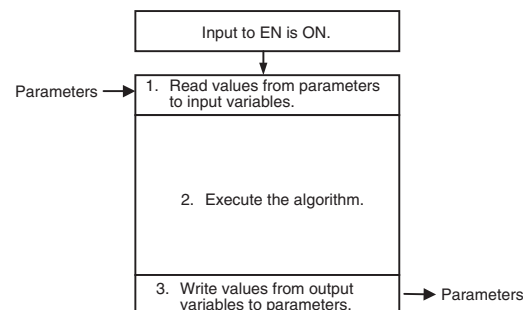 Input to EN is ON.
Parameters
1. Read values from parameters
to input variables.
2. Execute the algorithm.
3. Write values from output
variables to parameters.
Parameters